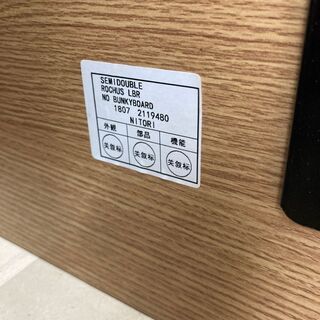 SEMIDOUBLE
ROCHUS LBR
NO BUNKYBOARD
1807 2119480
NITORI
外観 部品 機能